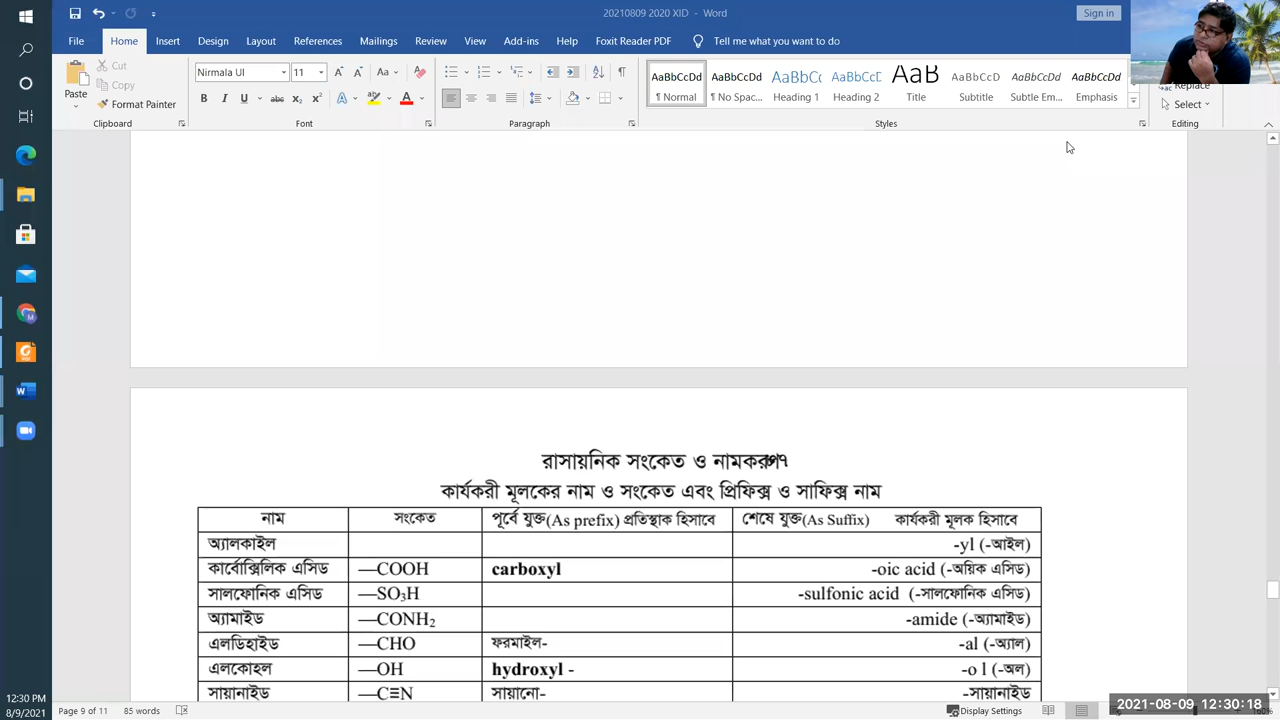 20210809 2020 XID - Word
Sign in
File Home Insert Design Layout References Mailings Review View Add-ins Help Foxit Reader PDF Tell me what you want to do
Paste
Cut
Copy
Format Painter
Clipboard
Nirmala UI 11
Font
Paragraph
AaBbCcDd AaBbCcDd AaBbCc AaBbCcD AaB AaBbCcD AaBbCcDd AaBbCcDd
¶ Normal ¶ No Spac... Heading 1 Heading 2 Title Subtitle Subtle Em... Emphasis
Styles
Replace
Select
Editing
রাসায়নিক সংকেত ও নামকরণ
কার্যকরী মূলকের নাম ও সংকেত এবং প্রিফিক্স ও সাফিক্স নাম
নাম সংকেত পূর্বে যুক্ত(As prefix) প্রতিস্থাক হিসাবে শেষে যুক্ত(As Suffix) কার্যকরী মূলক হিসাবে
অ্যালকাইল -yl (-আইল)
কার্বোক্সিলিক এসিড —COOH carboxyl -oic acid (-অয়িক এসিড)
সালফোনিক এসিড —SO₃H -sulfonic acid (-সালফোনিক এসিড)
অ্যামাইড —CONH₂ -amide (-অ্যামাইড)
এলডিহাইড —CHO ফরমাইল- -al (-অ্যাল)
এলকোহল —OH hydroxyl - -o l (-অল)
সায়ানাইড —C≡N সায়ানো- -সায়ানাইড
12:30 PM
8/9/2021
Page 9 of 11 85 words
Display Settings
2021-08-09 12:30:18